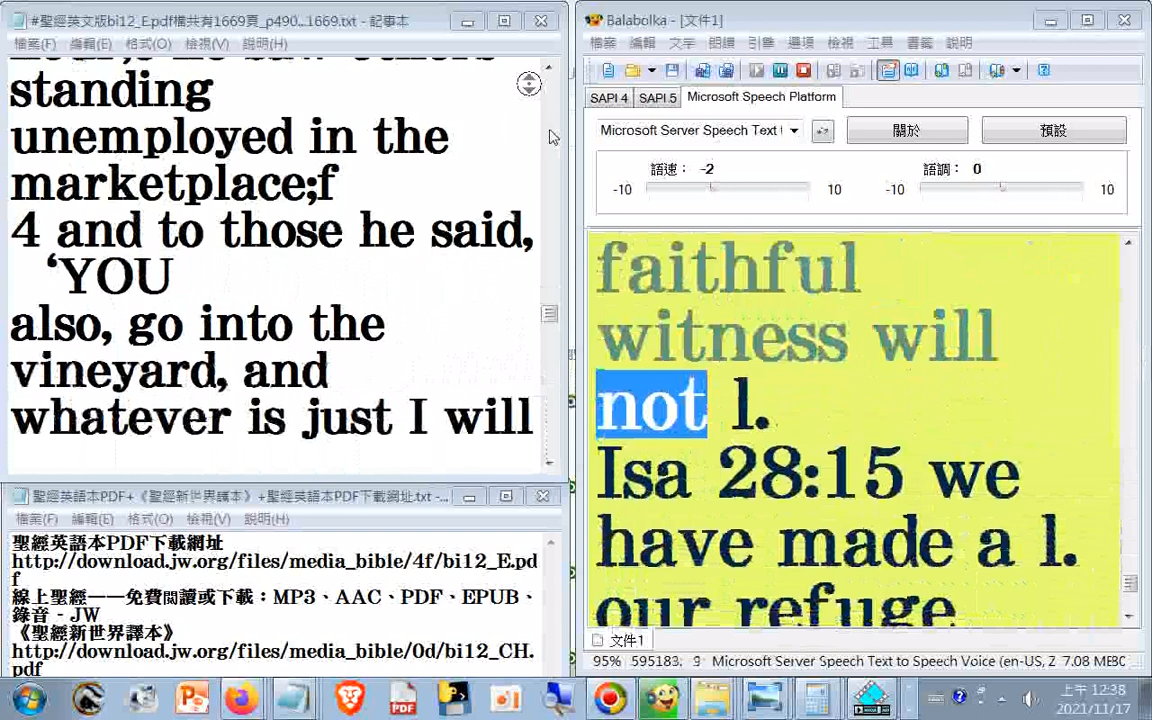 #聖經英文版bi12_E.pdf檔共有1669頁_p490..._1669.txt - 記事本
檔案(F) 編輯(E) 格式(O) 檢視(V) 說明(H)
standing
unemployed in the
marketplace;f
4 and to those he said,
‘YOU
also, go into the
vineyard, and
whatever is just I will
聖經英語本PDF+《聖經新世界譯本》+聖經英語本PDF下載網址.txt - ...
檔案(F) 編輯(E) 格式(O) 檢視(V) 說明(H)
聖經英語本PDF下載網址
http://download.jw.org/files/media_bible/4f/bi12_E.pd
f
線上聖經——免費閱讀或下載：MP3、AAC、PDF、EPUB、
錄音 - JW
《聖經新世界譯本》
http://download.jw.org/files/media_bible/0d/bi12_CH.
pdf
Balabolka - [文件1]
檔案 編輯 文字 朗讀 引擎 選項 檢視 工具 書籤 說明
SAPI 4 SAPI 5 Microsoft Speech Platform
Microsoft Server Speech Text 關於 預設
語速： -2 語調： 0
-10 10 -10 10
faithful
witness will
not l.
Isa 28:15 we
have made a l.
our refuge
文件1
95% 595183. Microsoft Server Speech Text to Speech Voice (en-US, Z 7.08 МЕВС
上午 12:38
2021/11/17